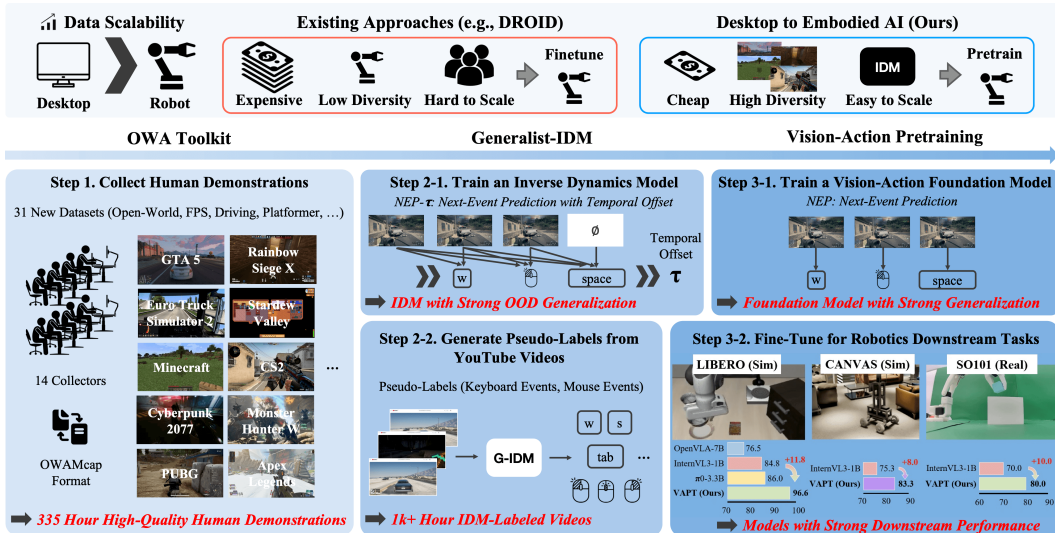 Data Scalability
Desktop
Robot
Existing Approaches (e.g., DROID)
Expensive
Low Diversity
Hard to Scale
Finetune
Desktop to Embodied AI (Ours)
Cheap
High Diversity
IDM
Easy to Scale
Pretrain
OWA Toolkit
Generalist-IDM
Vision-Action Pretraining
Step 1. Collect Human Demonstrations
31 New Datasets (Open-World, FPS, Driving, Platformer, …)
GTA 5
Rainbow
Siege X
Euro Truck
Simulator 2
Stardew
Valley
14 Collectors
Minecraft
CS2
...
Cyberpunk
2077
Monster
Hunter W
OWAMcap
Format
PUBG
Apex
Legends
335 Hour High-Quality Human Demonstrations
Step 2-1. Train an Inverse Dynamics Model
NEP-τ: Next-Event Prediction with Temporal Offset
∅
Temporal
Offset
w
space
τ
IDM with Strong OOD Generalization
Step 2-2. Generate Pseudo-Labels from
YouTube Videos
Pseudo-Labels (Keyboard Events, Mouse Events)
G-IDM
w
s
tab
...
1k+ Hour IDM-Labeled Videos
Step 3-1. Train a Vision-Action Foundation Model
NEP: Next-Event Prediction
w
space
Foundation Model with Strong Generalization
Step 3-2. Fine-Tune for Robotics Downstream Tasks
LIBERO (Sim)
CANVAS (Sim)
SO101 (Real)
OpenVLA-7B 76.5
InternVL3-1B 84.8 +11.8
π0-3.3B 86.0
VAPT (Ours) 96.6
70 80 90 100
InternVL3-1B 75.3 +8.0
VAPT (Ours) 83.3
70 80 90
InternVL3-1B 70.0 +10.0
VAPT (Ours) 80.0
60 70 80 90
Models with Strong Downstream Performance